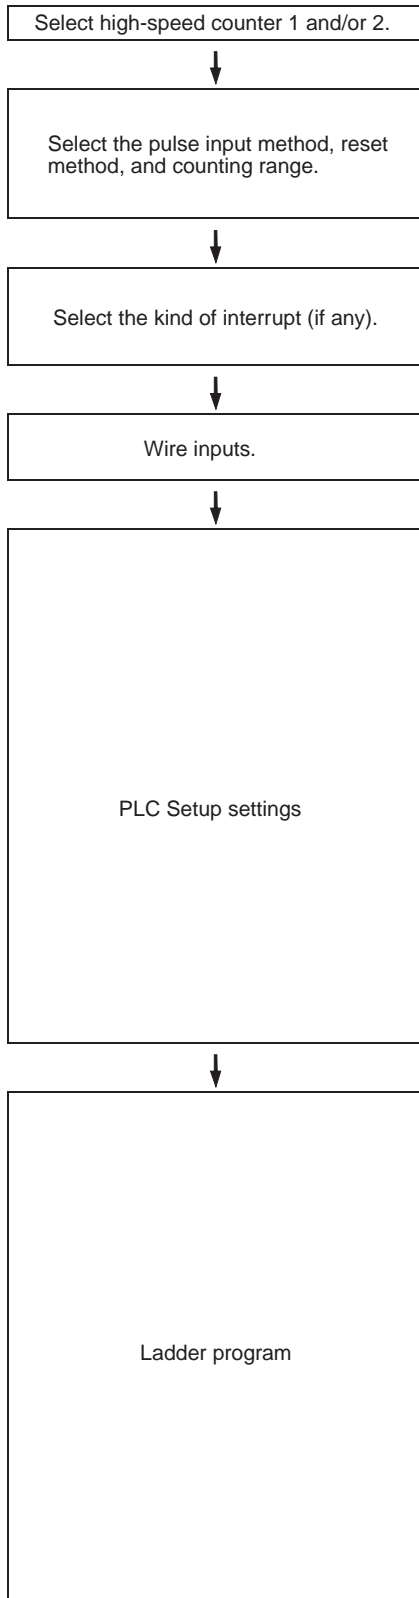 Select high-speed counter 1 and/or 2.
Select the pulse input method, reset
method, and counting range.
Select the kind of interrupt (if any).
Wire inputs.
PLC Setup settings
Ladder program